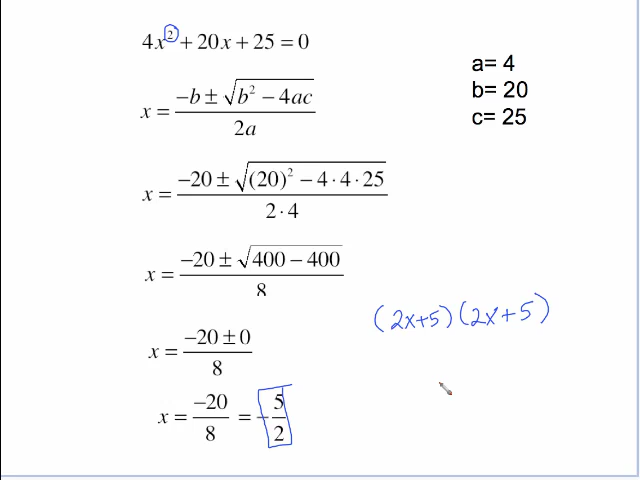 4x² + 20x + 25 = 0
a= 4
b= 20
c= 25
x = (−b ± √(b² − 4ac)) / 2a
x = (−20 ± √((20)² − 4 · 4 · 25)) / (2 · 4)
x = (−20 ± √(400 − 400)) / 8
(2x+5)(2x+5)
x = (−20 ± 0) / 8
x = −20/8 = −5/2